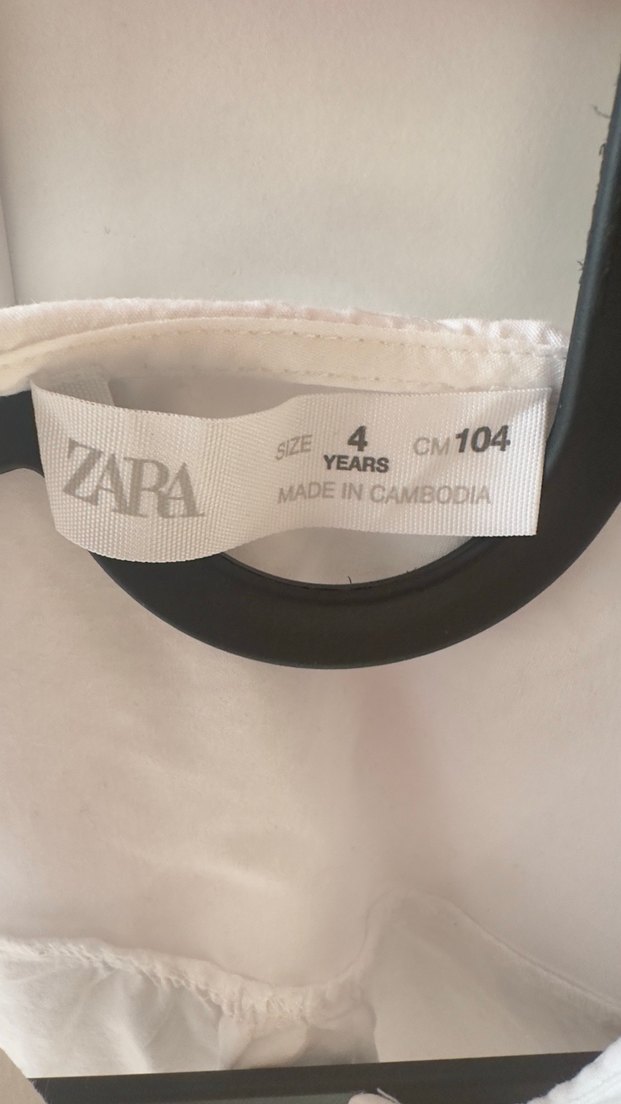 ZARA
SIZE 4 YEARS CM 104
MADE IN CAMBODIA